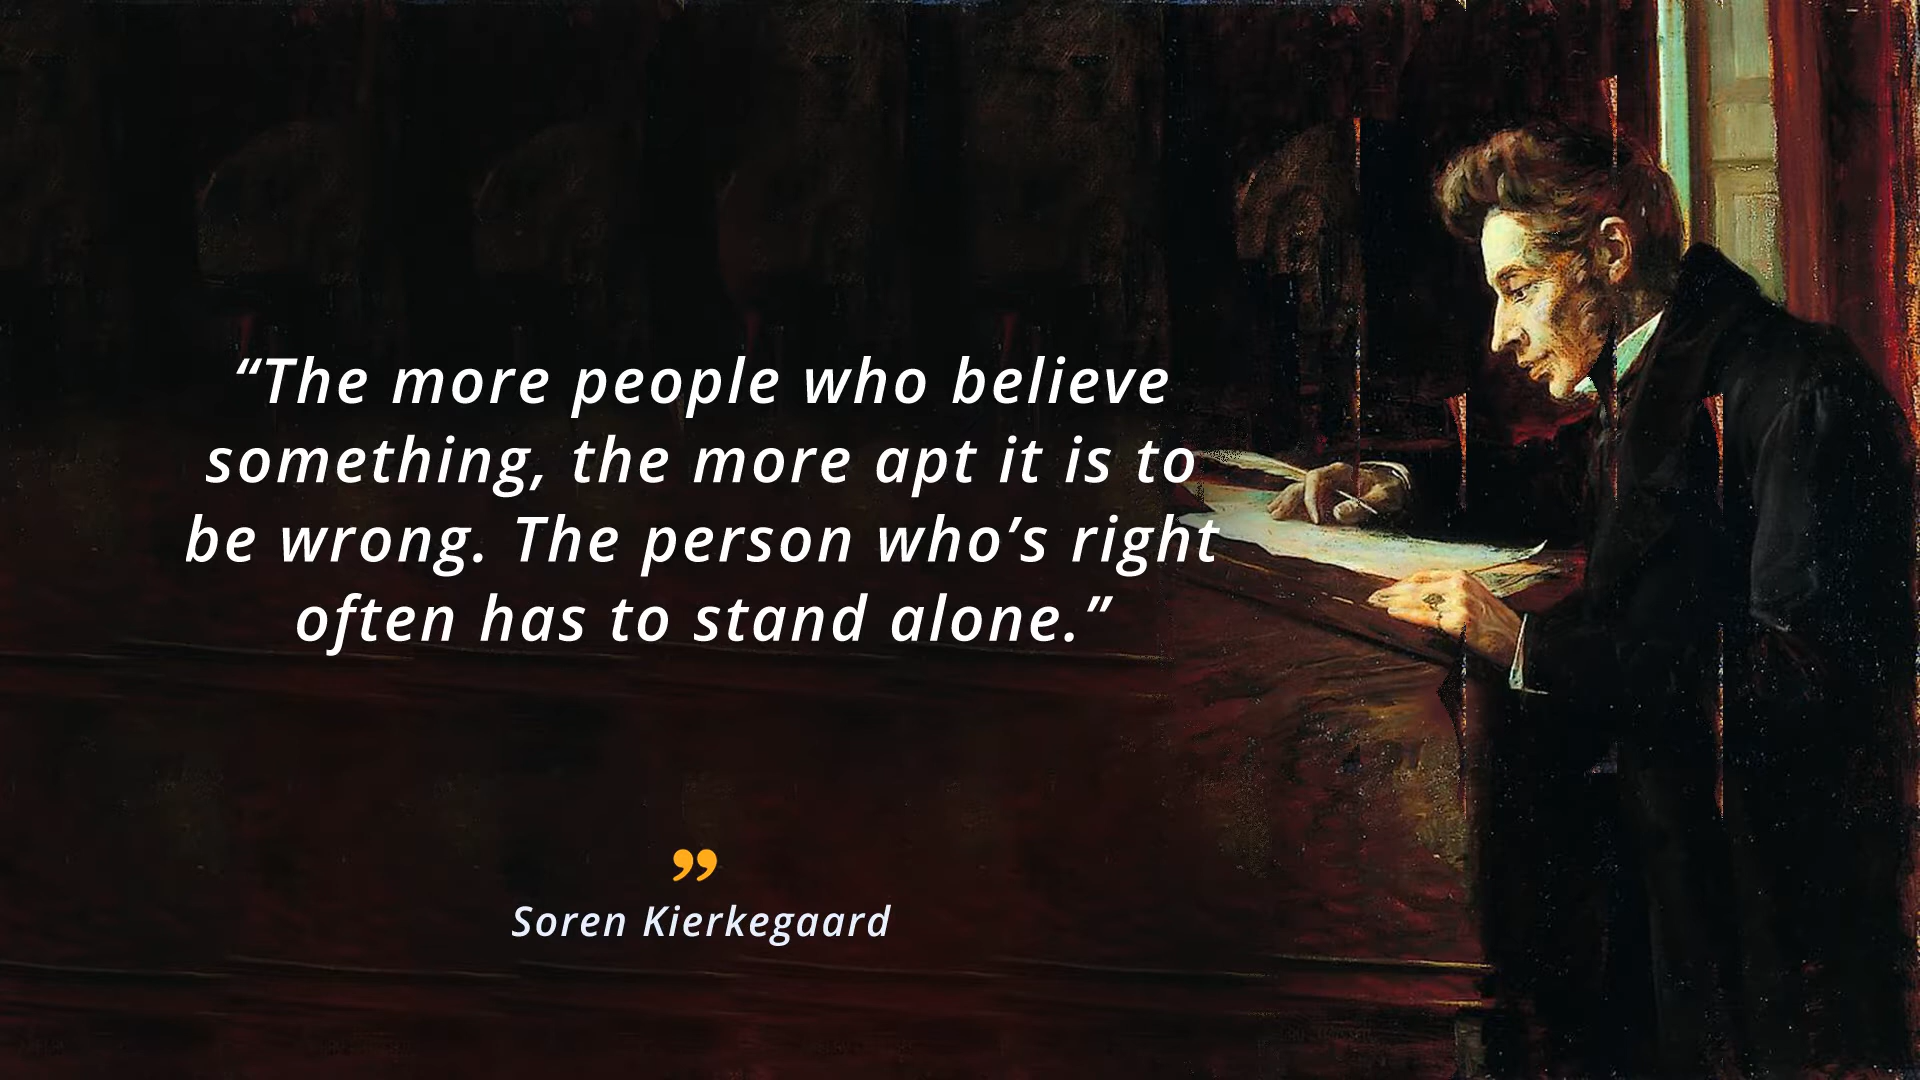 “The more people who believe
something, the more apt it is to
be wrong. The person who’s right
often has to stand alone.”
”
Soren Kierkegaard